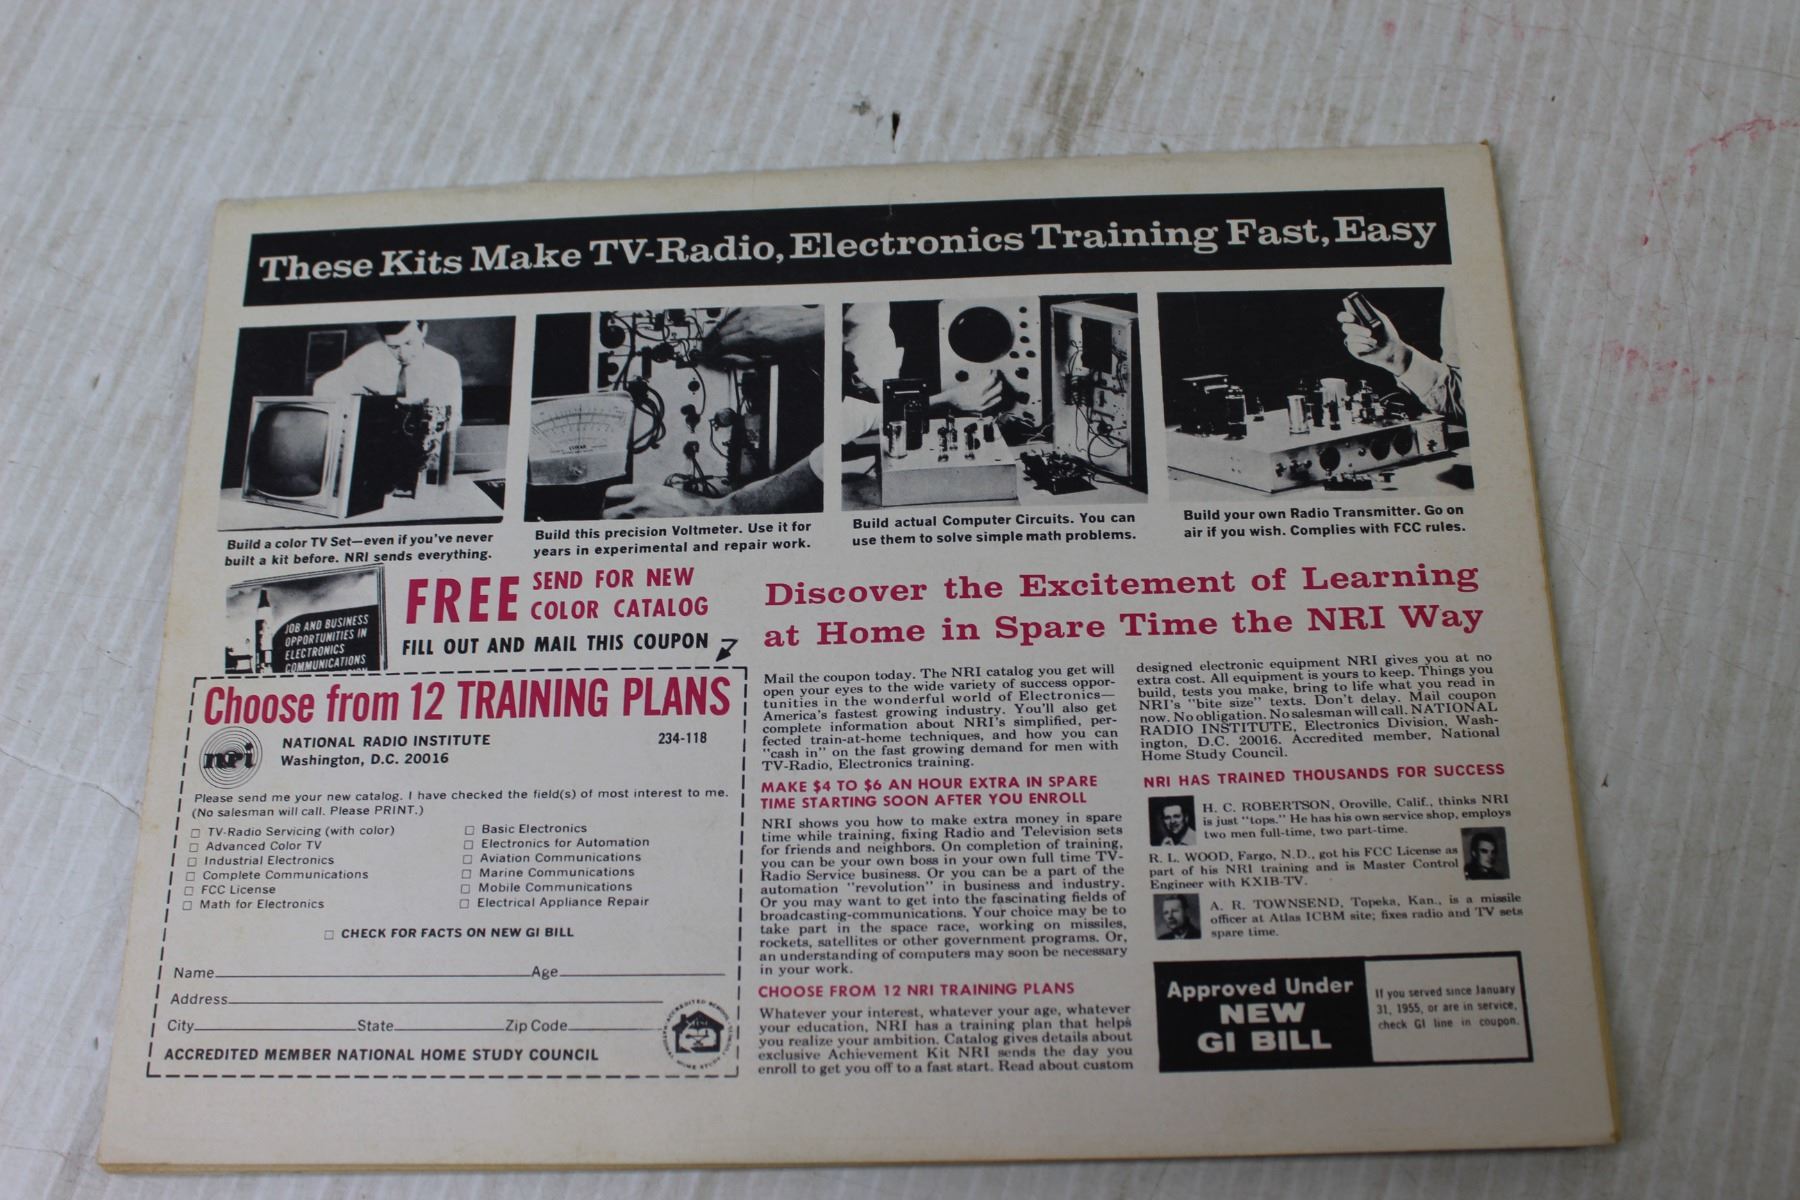 These Kits Make TV-Radio, Electronics Training Fast, Easy
Build a color TV Set—even if you've never
built a kit before. NRI sends everything.
Build this precision Voltmeter. Use it for
years in experimental and repair work.
Build actual Computer Circuits. You can
use them to solve simple math problems.
Build your own Radio Transmitter. Go on
air if you wish. Complies with FCC rules.
JOB AND BUSINESS
OPPORTUNITIES IN
ELECTRONICS
COMMUNICATIONS
FREE
SEND FOR NEW
COLOR CATALOG
FILL OUT AND MAIL THIS COUPON
Choose from 12 TRAINING PLANS
nri
NATIONAL RADIO INSTITUTE
234-118
Washington, D.C. 20016
Please send me your new catalog. I have checked the field(s) of most interest to me.
(No salesman will call. Please PRINT.)
□ TV-Radio Servicing (with color)
□ Advanced Color TV
□ Industrial Electronics
□ Complete Communications
□ FCC License
□ Math for Electronics
□ Basic Electronics
□ Electronics for Automation
□ Aviation Communications
□ Marine Communications
□ Mobile Communications
□ Electrical Appliance Repair
□ CHECK FOR FACTS ON NEW GI BILL
Name Age
Address
City State Zip Code
ACCREDITED MEMBER NATIONAL HOME STUDY COUNCIL
Discover the Excitement of Learning
at Home in Spare Time the NRI Way
Mail the coupon today. The NRI catalog you get will
open your eyes to the wide variety of success oppor-
tunities in the wonderful world of Electronics—
America's fastest growing industry. You'll also get
complete information about NRI's simplified, per-
fected train-at-home techniques, and how you can
"cash in" on the fast growing demand for men with
TV-Radio, Electronics training.
MAKE $4 TO $6 AN HOUR EXTRA IN SPARE
TIME STARTING SOON AFTER YOU ENROLL
NRI shows you how to make extra money in spare
time while training, fixing Radio and Television sets
for friends and neighbors. On completion of training,
you can be your own boss in your own full time TV-
Radio Service business. Or you can be a part of the
automation "revolution" in business and industry.
Or you may want to get into the fascinating fields of
broadcasting-communications. Your choice may be to
take part in the space race, working on missiles,
rockets, satellites or other government programs. Or,
an understanding of computers may soon be necessary
in your work.
CHOOSE FROM 12 NRI TRAINING PLANS
Whatever your interest, whatever your age, whatever
your education, NRI has a training plan that helps
you realize your ambition. Catalog gives details about
exclusive Achievement Kit NRI sends the day you
enroll to get you off to a fast start. Read about custom
designed electronic equipment NRI gives you at no
extra cost. All equipment is yours to keep. Things you
build, tests you make, bring to life what you read in
NRI's "bite size" texts. Don't delay. Mail coupon
now. No obligation. No salesman will call. NATIONAL
RADIO INSTITUTE, Electronics Division, Wash-
ington, D.C. 20016. Accredited member, National
Home Study Council.
NRI HAS TRAINED THOUSANDS FOR SUCCESS
H. C. ROBERTSON, Oroville, Calif., thinks NRI
is just "tops." He has his own service shop, employs
two men full-time, two part-time.
R. L. WOOD, Fargo, N.D., got his FCC License as
part of his NRI training and is Master Control
Engineer with KXIB-TV.
A. R. TOWNSEND, Topeka, Kan., is a missile
officer at Atlas ICBM site; fixes radio and TV sets
spare time.
Approved Under
NEW
GI BILL
If you served since January
31, 1955, or are in service,
check GI line in coupon.